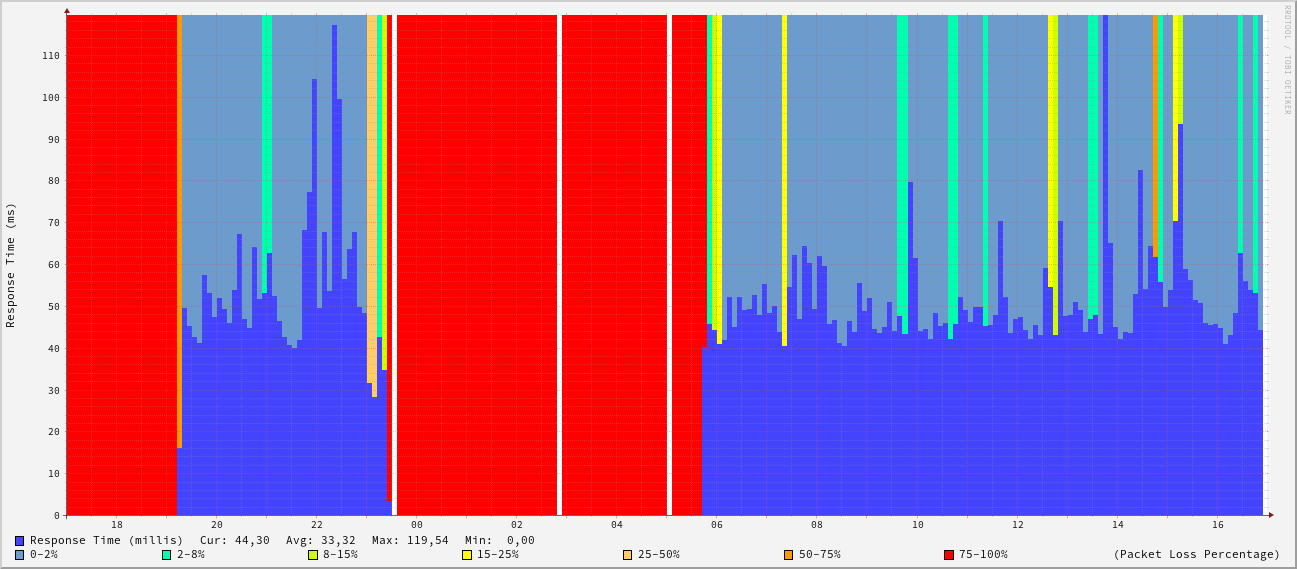 RRDTOOL / TOBI OETIKER
Response Time (ms)
110
100
90
80
70
60
50
40
30
20
10
0
18 20 22 00 02 04 06 08 10 12 14 16
Response Time (millis) Cur: 44,30 Avg: 33,32 Max: 119,54 Min: 0,00
0-2% 2-8% 8-15% 15-25% 25-50% 50-75% 75-100% (Packet Loss Percentage)